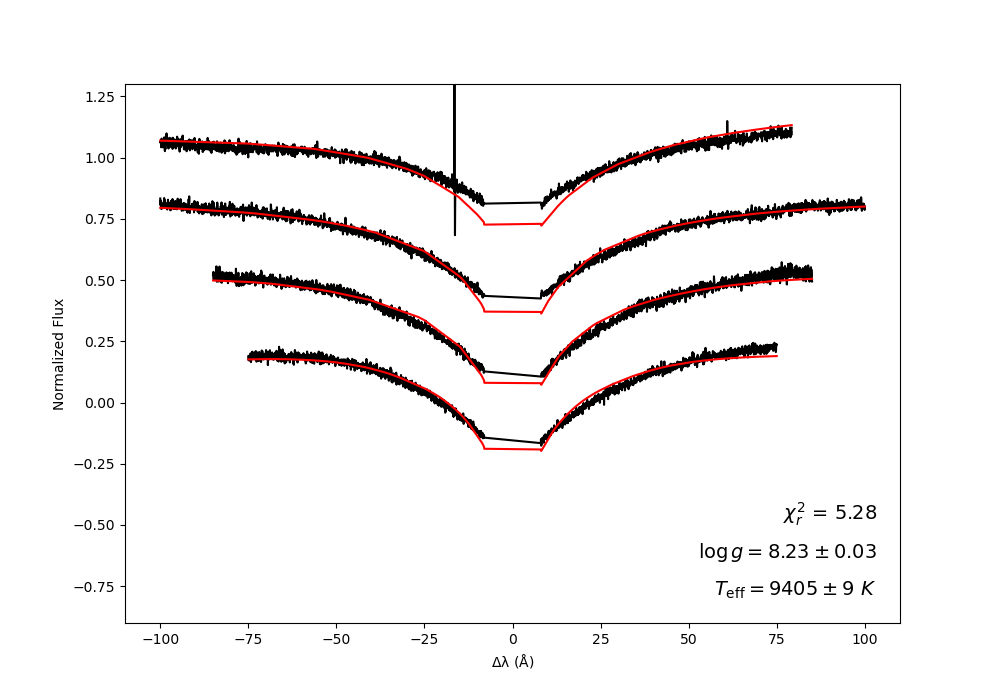 1.25
1.00
0.75
0.50
0.25
0.00
−0.25
−0.50
−0.75
Normalized Flux
χ²ᵣ = 5.28
log g = 8.23 ± 0.03
T_eff = 9405 ± 9 K
−100 −75 −50 −25 0 25 50 75 100
Δλ (Å)